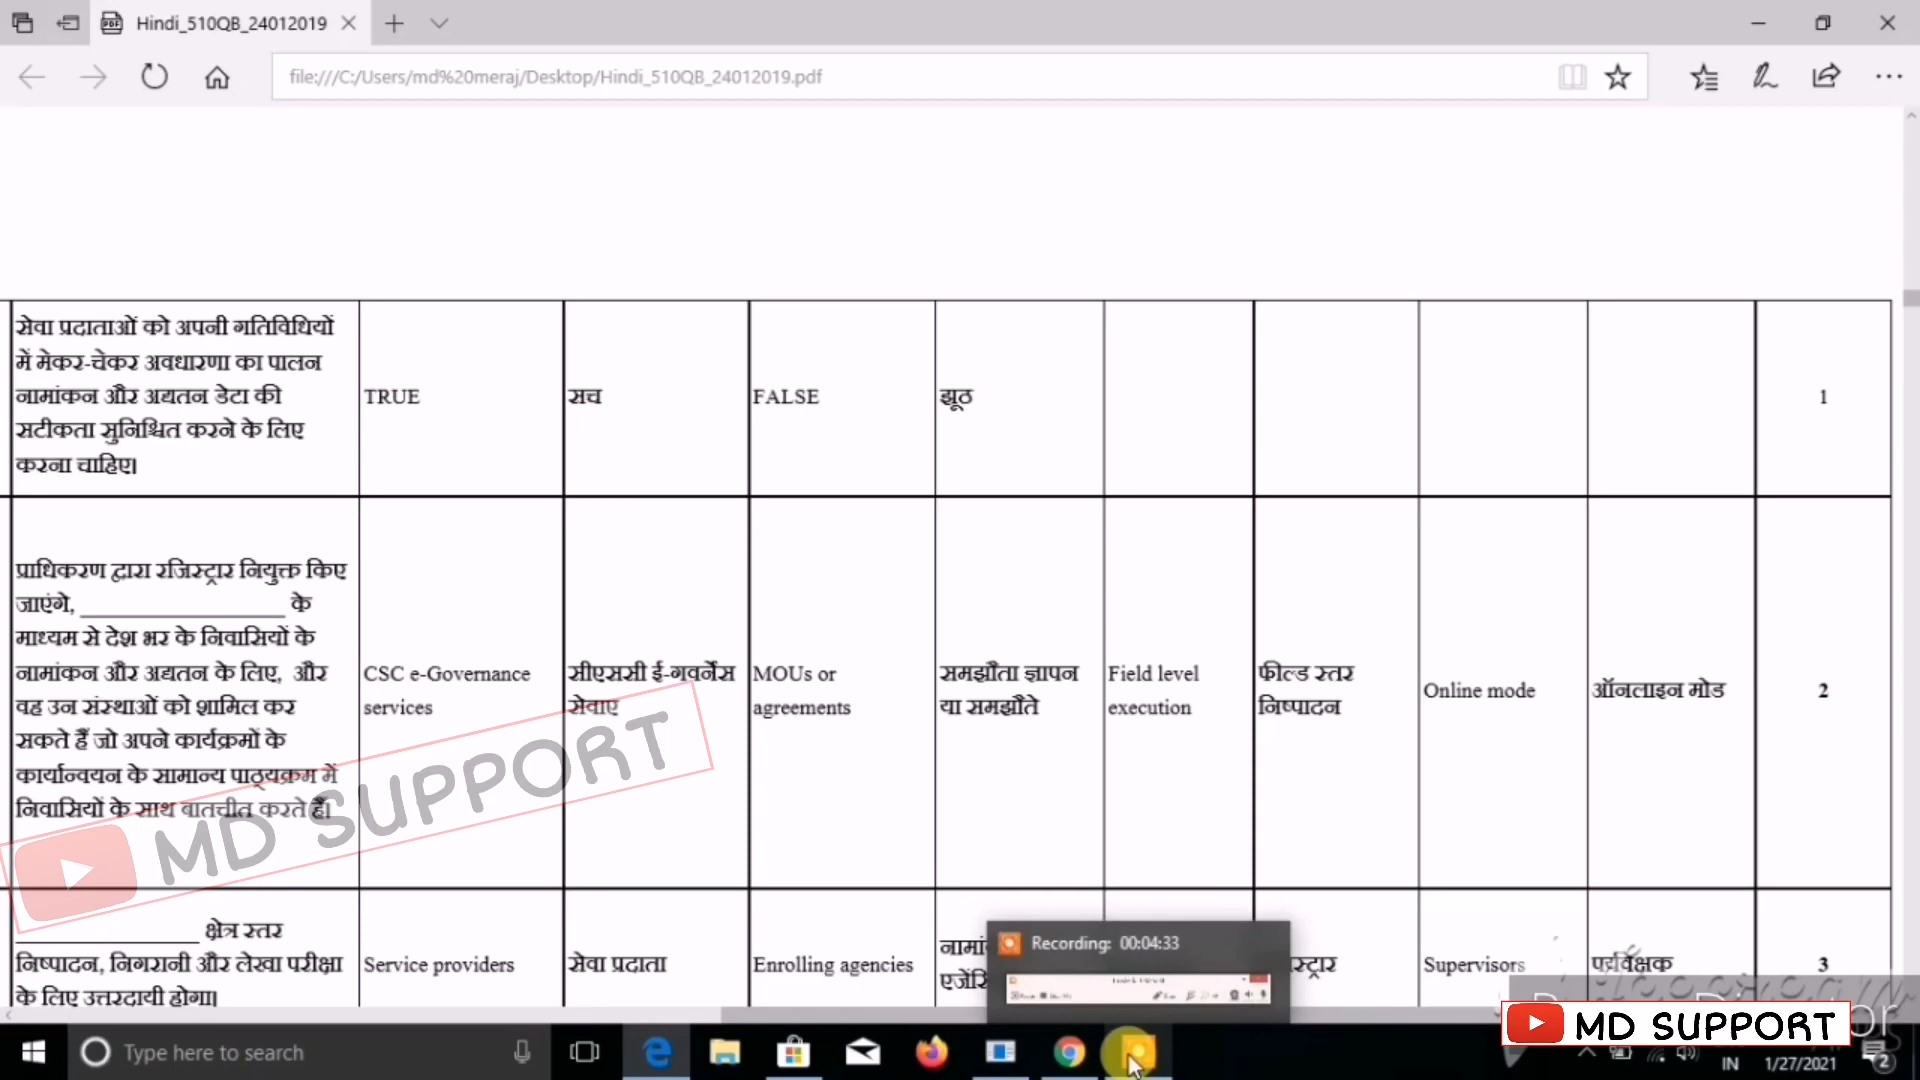 Hindi_510QB_24012019
file:///C:/Users/md%20meraj/Desktop/Hindi_510QB_24012019.pdf
सेवा प्रदाताओं को अपनी गतिविधियों
में मेकर-चेकर अवधारणा का पालन
नामांकन और अद्यतन डेटा की
सटीकता सुनिश्चित करने के लिए
करना चाहिए।
TRUE
सच
FALSE
झूठ
1
प्राधिकरण द्वारा रजिस्ट्रार नियुक्त किए
जाएंगे, ___________________ के
माध्यम से देश भर के निवासियों के
नामांकन और अद्यतन के लिए, और
वह उन संस्थाओं को शामिल कर
सकते हैं जो अपने कार्यक्रमों के
कार्यान्वयन के सामान्य पाठ्यक्रम में
निवासियों के साथ बातचीत करते हैं।
CSC e-Governance
services
सीएससी ई-गवर्नेंस
सेवाए
MOUs or
agreements
समझौता ज्ञापन
या समझौते
Field level
execution
फील्ड स्तर
निष्पादन
Online mode
ऑनलाइन मोड
2
MD SUPPORT
_________________ क्षेत्र स्तर
निष्पादन, निगरानी और लेखा परीक्षा
के लिए उत्तरदायी होगा।
Service providers
सेवा प्रदाता
Enrolling agencies
Supervisors
पर्यवेक्षक
3
Recording: 00:04:33
MD SUPPORT
Type here to search
IN
1/27/2021
2